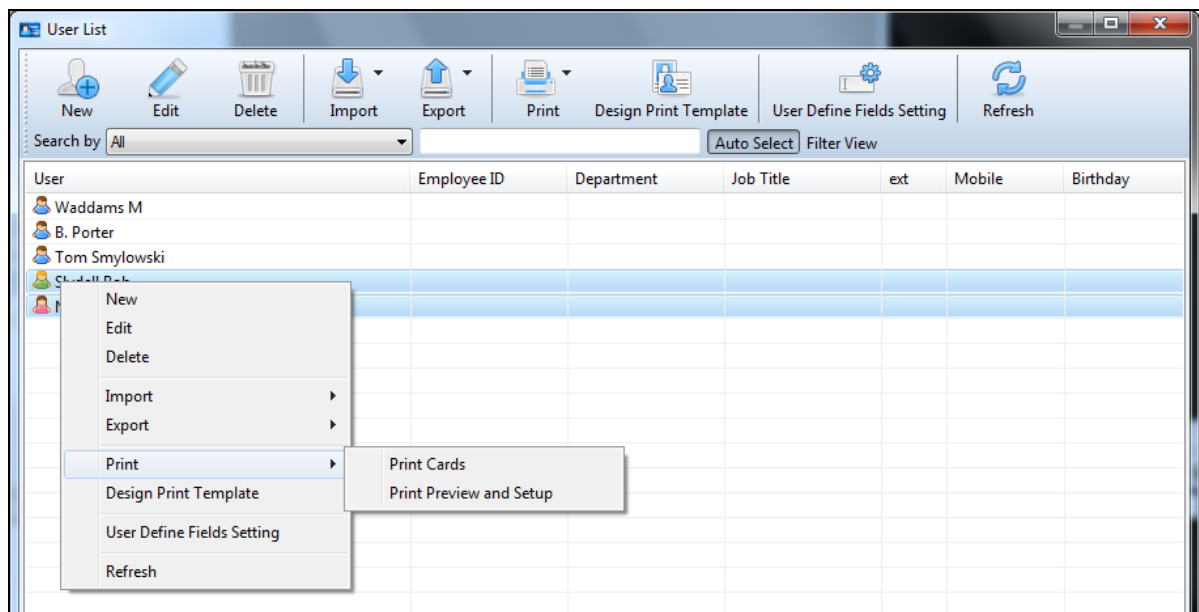 User List
New Edit Delete Import Export Print Design Print Template User Define Fields Setting Refresh
Search by All Auto Select Filter View
User Employee ID Department Job Title ext Mobile Birthday
Waddams M
B. Porter
Tom Smylowski
New
Edit
Delete
Import
Export
Print
Print Cards
Design Print Template
Print Preview and Setup
User Define Fields Setting
Refresh